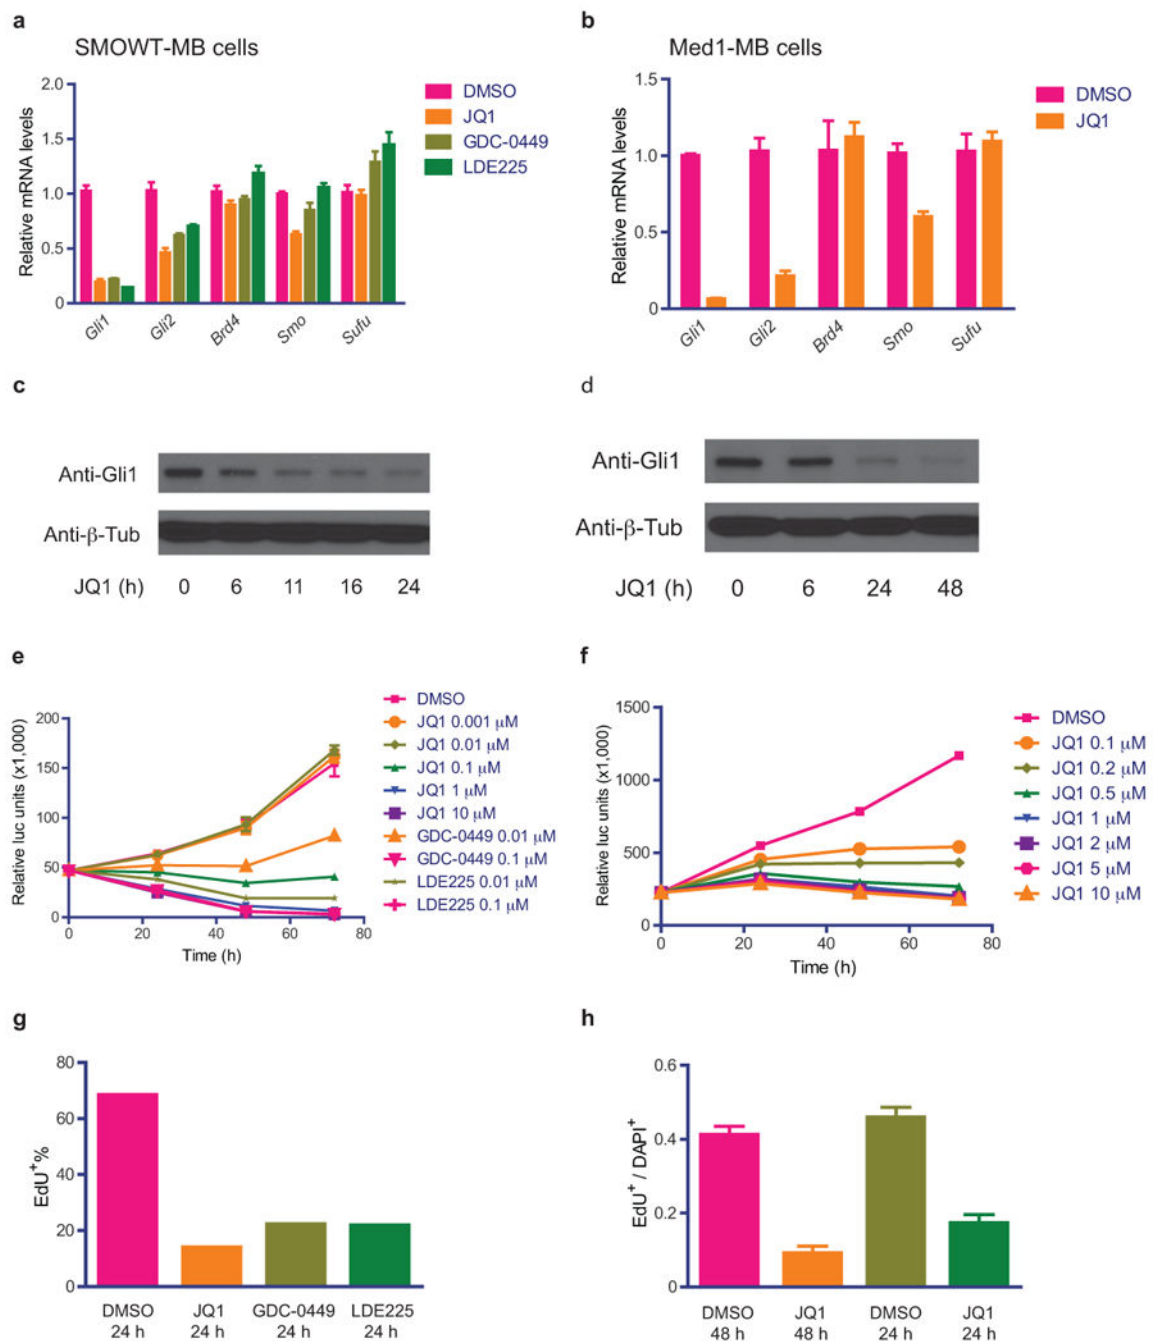 a
SMOWT-MB cells
Relative mRNA levels
2.0
1.5
1.0
0.5
0
Gli1
Gli2
Brd4
Smo
Sufu
DMSO
JQ1
GDC-0449
LDE225
b
Med1-MB cells
Relative mRNA levels
1.5
1.0
0.5
0
Gli1
Gli2
Brd4
Smo
Sufu
DMSO
JQ1
c
Anti-Gli1
Anti-β-Tub
JQ1 (h) 0 6 11 16 24
d
Anti-Gli1
Anti-β-Tub
JQ1 (h) 0 6 24 48
e
Relative luc units (x1,000)
200
150
100
50
0
0 20 40 60 80
Time (h)
DMSO
JQ1 0.001 μM
JQ1 0.01 μM
JQ1 0.1 μM
JQ1 1 μM
JQ1 10 μM
GDC-0449 0.01 μM
GDC-0449 0.1 μM
LDE225 0.01 μM
LDE225 0.1 μM
f
Relative luc units (x1,000)
1500
1000
500
0
0 20 40 60 80
Time (h)
DMSO
JQ1 0.1 μM
JQ1 0.2 μM
JQ1 0.5 μM
JQ1 1 μM
JQ1 2 μM
JQ1 5 μM
JQ1 10 μM
g
EdU+%
80
60
40
20
0
DMSO JQ1 GDC-0449 LDE225
24 h 24 h 24 h 24 h
h
EdU+ / DAPI+
0.6
0.4
0.2
0
DMSO JQ1 DMSO JQ1
48 h 48 h 24 h 24 h